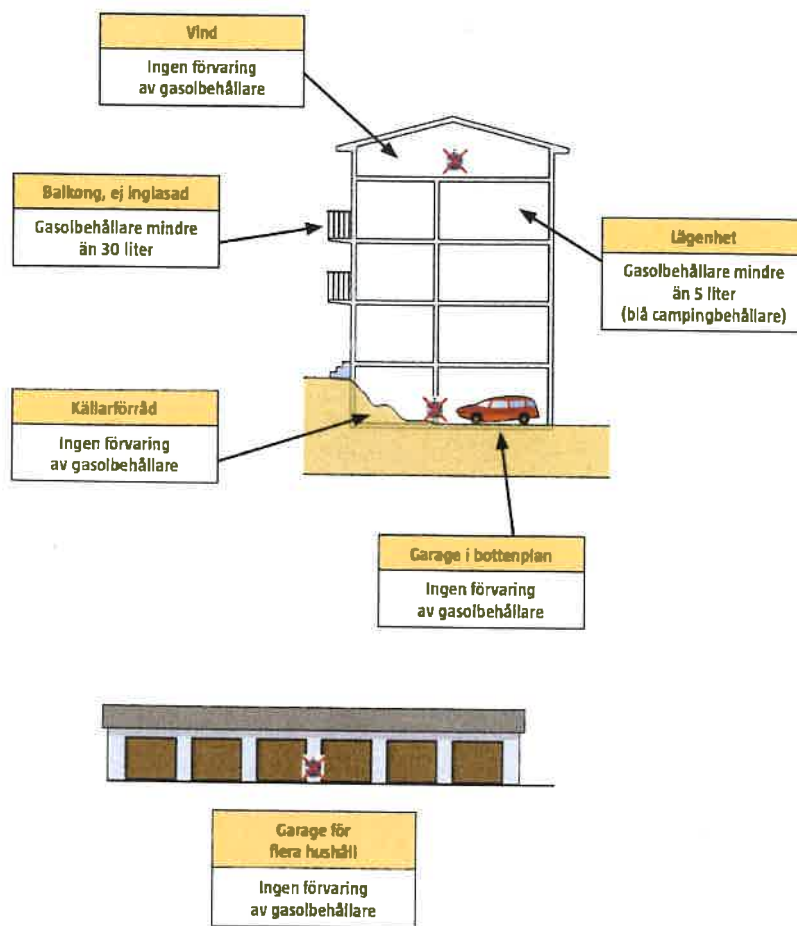 Vind
Ingen förvaring
av gasolbehållare
Balkong, ej inglasad
Gasolbehållare mindre
än 30 liter
Lägenhet
Gasolbehållare mindre
än 5 liter
(blå campingbehållare)
Källarförråd
Ingen förvaring
av gasolbehållare
Garage i bottenplan
Ingen förvaring
av gasolbehållare
Garage för
flera hushåll
Ingen förvaring
av gasolbehållare